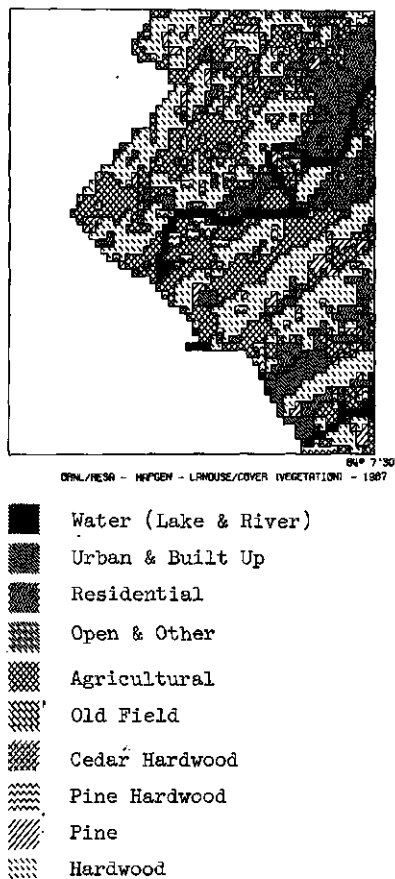 84° 7'30
ORNL/RESA - MAPGEN - LANDUSE/COVER (VEGETATION) - 1987
Water (Lake & River)
Urban & Built Up
Residential
Open & Other
Agricultural
Old Field
Cedar Hardwood
Pine Hardwood
Pine
Hardwood